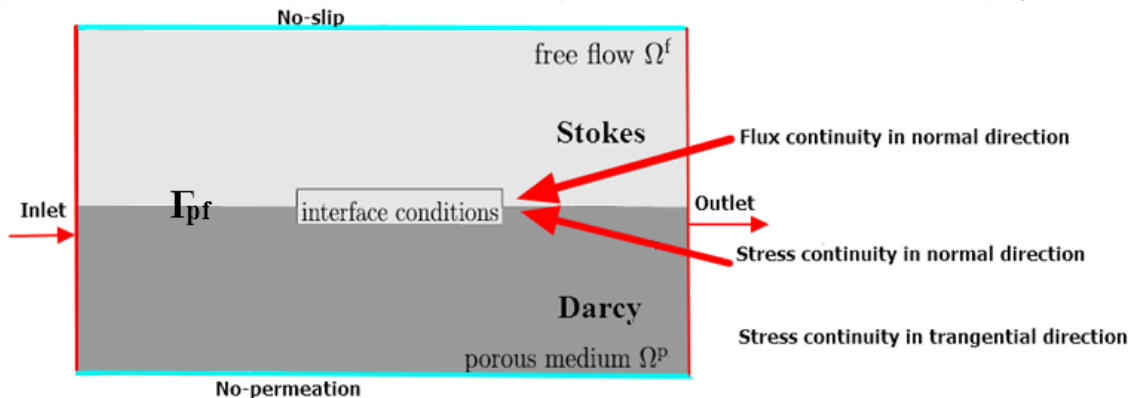 No-slip
free flow Ωᶠ
Stokes
Flux continuity in normal direction
Inlet
Γpf
interface conditions
Outlet
Stress continuity in normal direction
Darcy
Stress continuity in trangential direction
porous medium Ωᵖ
No-permeation